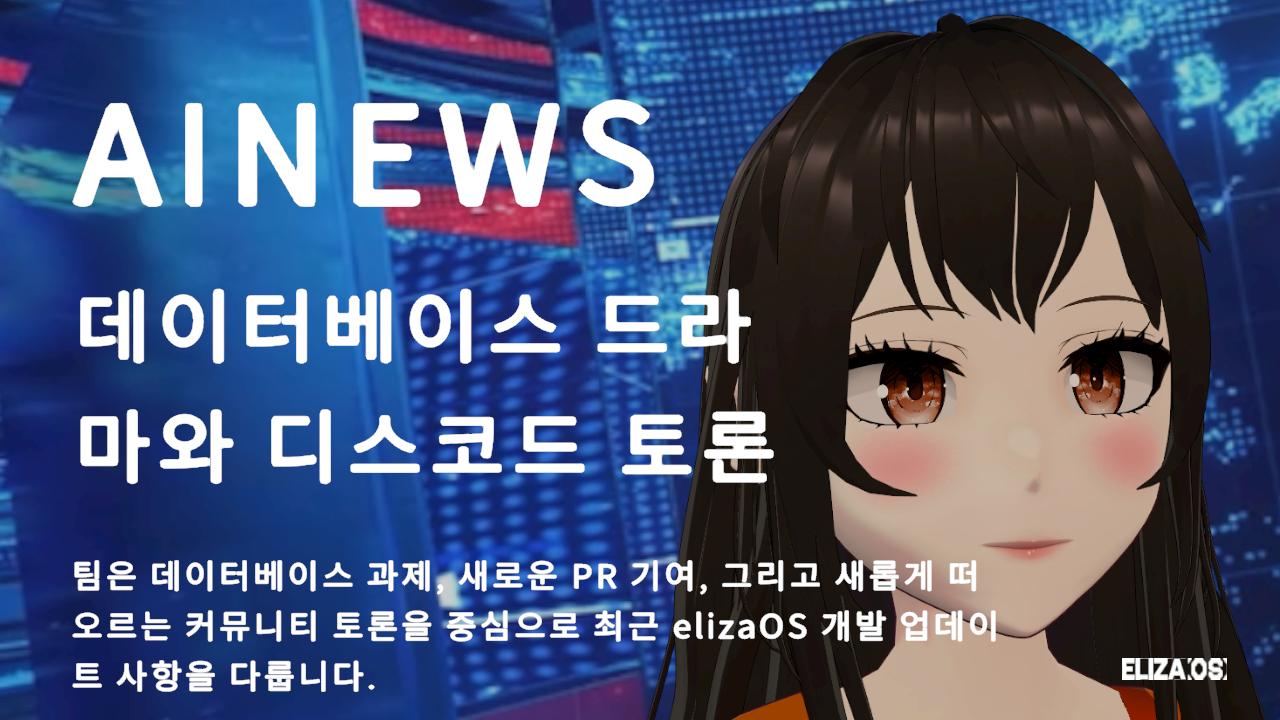 AINEWS
데이터베이스 드라
마와 디스코드 토론
팀은 데이터베이스 과제, 새로운 PR 기여, 그리고 새롭게 떠
오르는 커뮤니티 토론을 중심으로 최근 elizaOS 개발 업데이
트 사항을 다룹니다.
ELIZA:OS